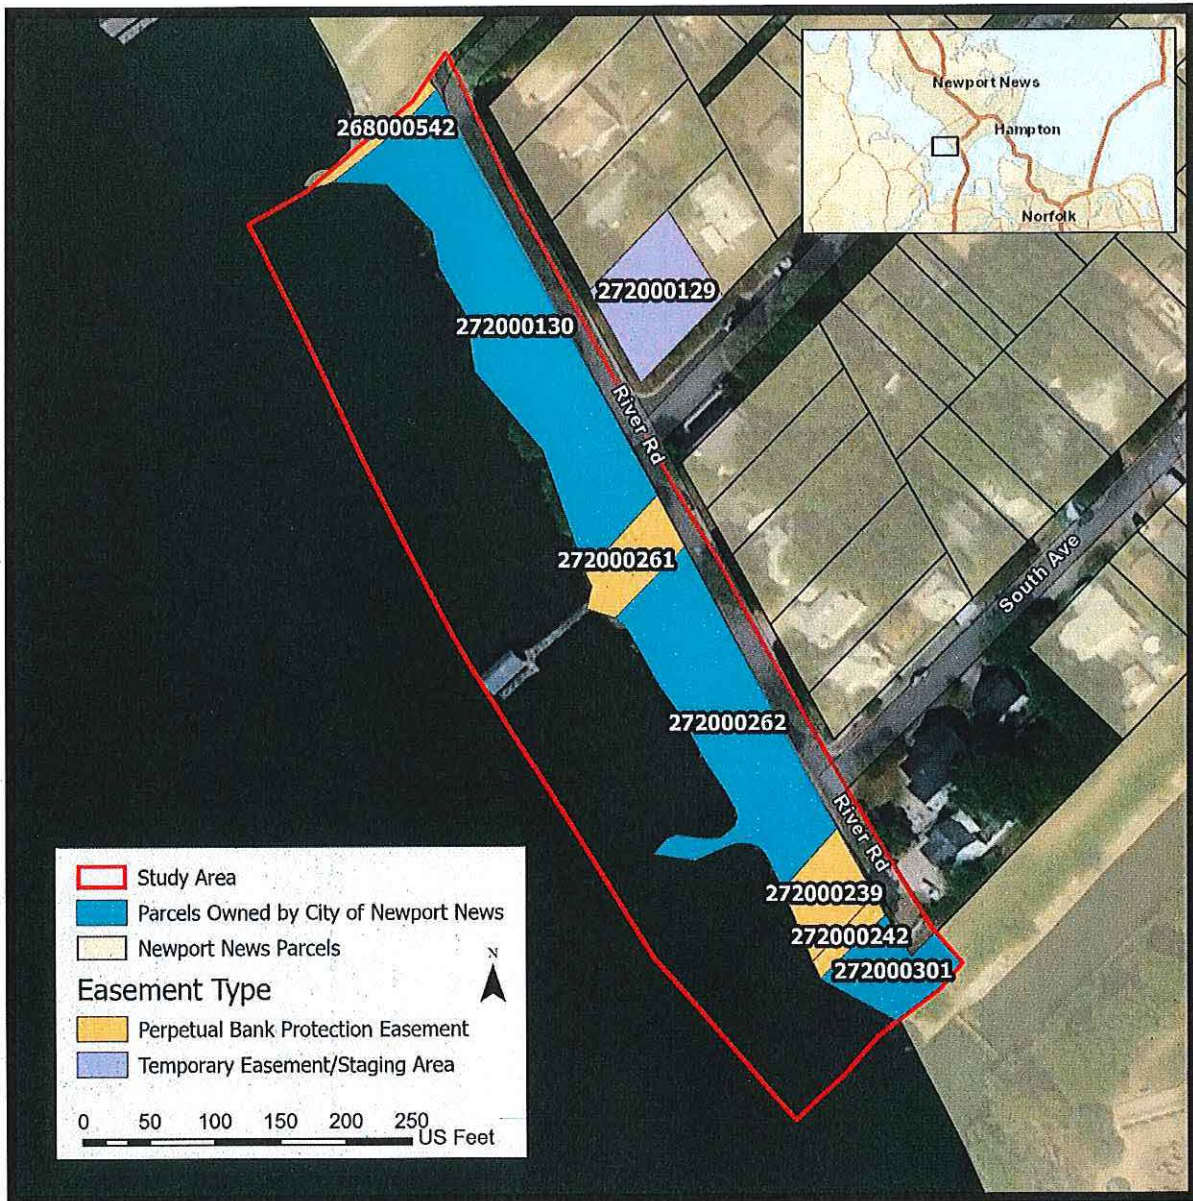 Newport News
Hampton
Norfolk
268000542
272000129
272000130
River Rd
272000261
South Ave
272000262
River Rd
272000239
272000242
272000301
Study Area
Parcels Owned by City of Newport News
Newport News Parcels
N
Easement Type
Perpetual Bank Protection Easement
Temporary Easement/Staging Area
0 50 100 150 200 250
US Feet